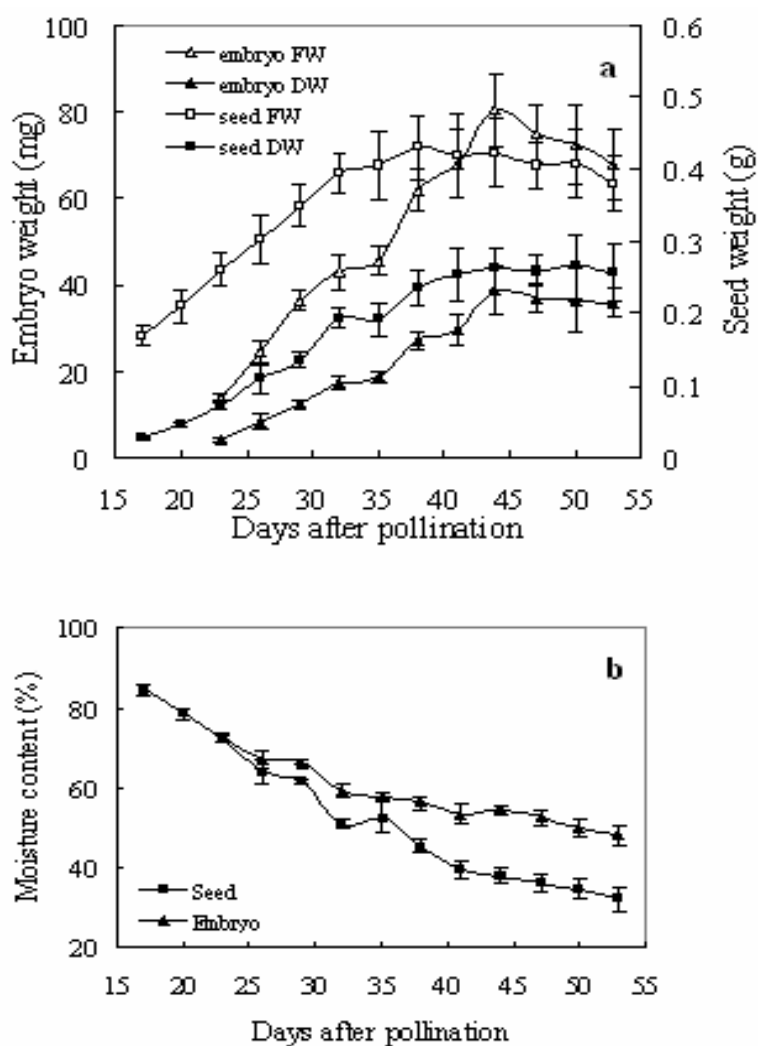 100
80
60
40
20
0
Embryo weight (mg)
embryo FW
embryo DW
seed FW
seed DW
a
0.6
0.5
0.4
0.3
0.2
0.1
0
Seed weight (g)
15 20 25 30 35 40 45 50 55
Days after pollination
100
80
60
40
20
Moisture content (%)
b
Seed
Embryo
15 20 25 30 35 40 45 50 55
Days after pollination